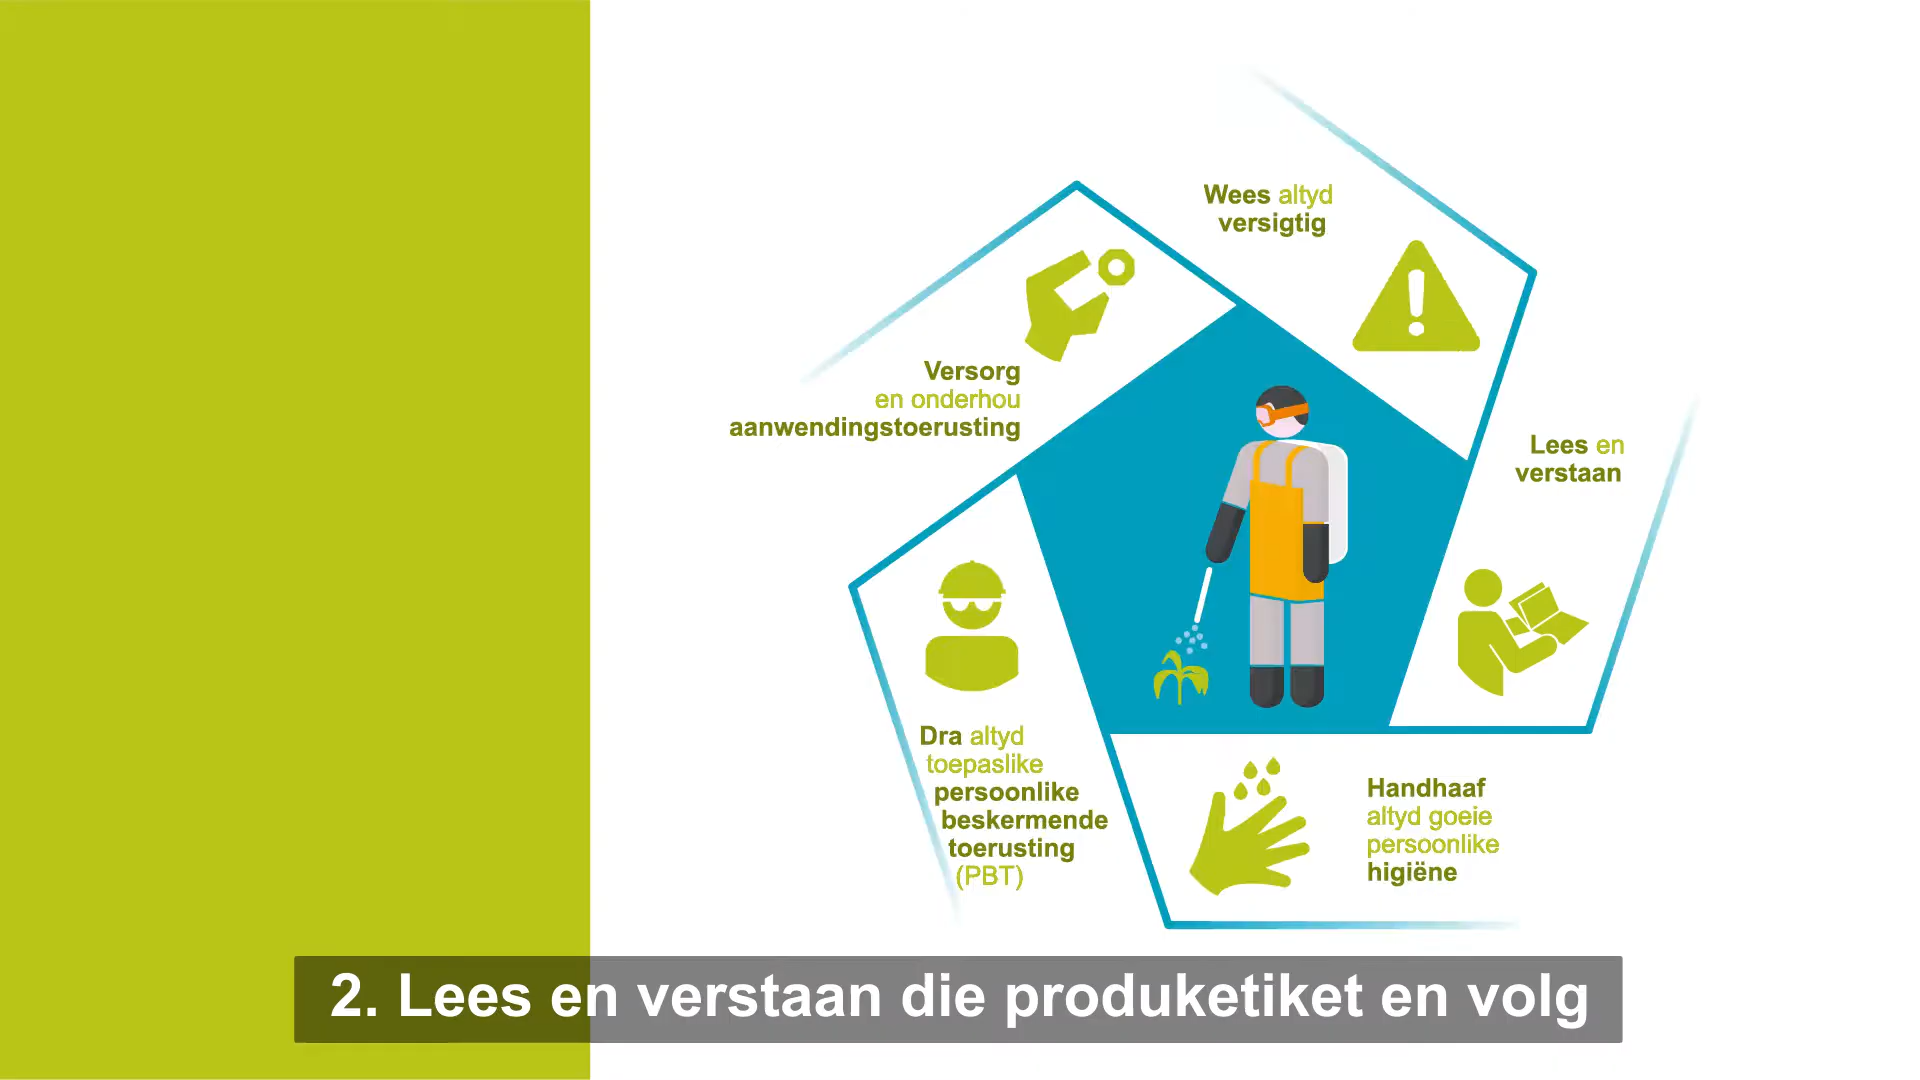 Wees altyd
versigtig
Versorg
en onderhou
aanwendingstoerusting
Lees en
verstaan
Dra altyd
toepaslike
persoonlike
beskermende
toerusting
(PBT)
Handhaaf
altyd goeie
persoonlike
higiëne
2. Lees en verstaan die produketiket en volg